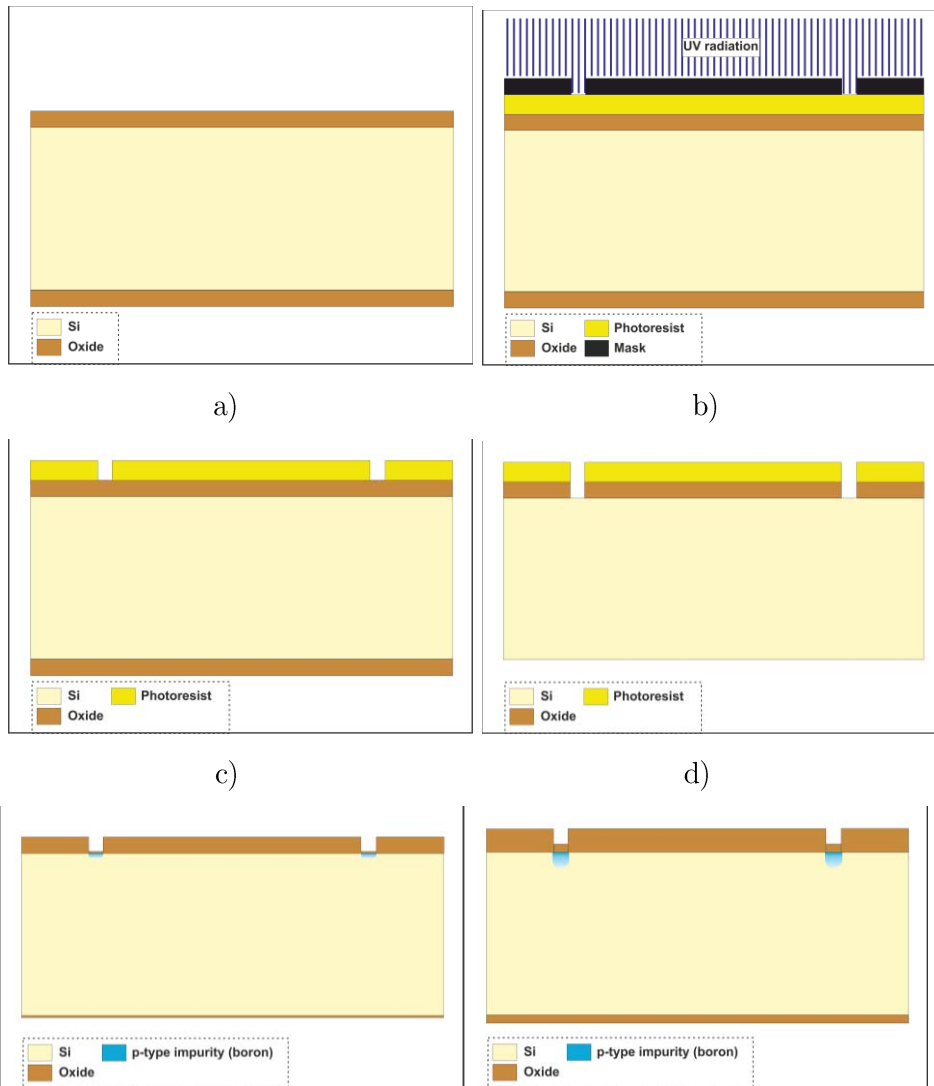 UV radiation
Si
Oxide
Si Photoresist
Oxide Mask
a)
b)
Si Photoresist
Oxide
Si Photoresist
Oxide
c)
d)
Si p-type impurity (boron)
Oxide
Si p-type impurity (boron)
Oxide